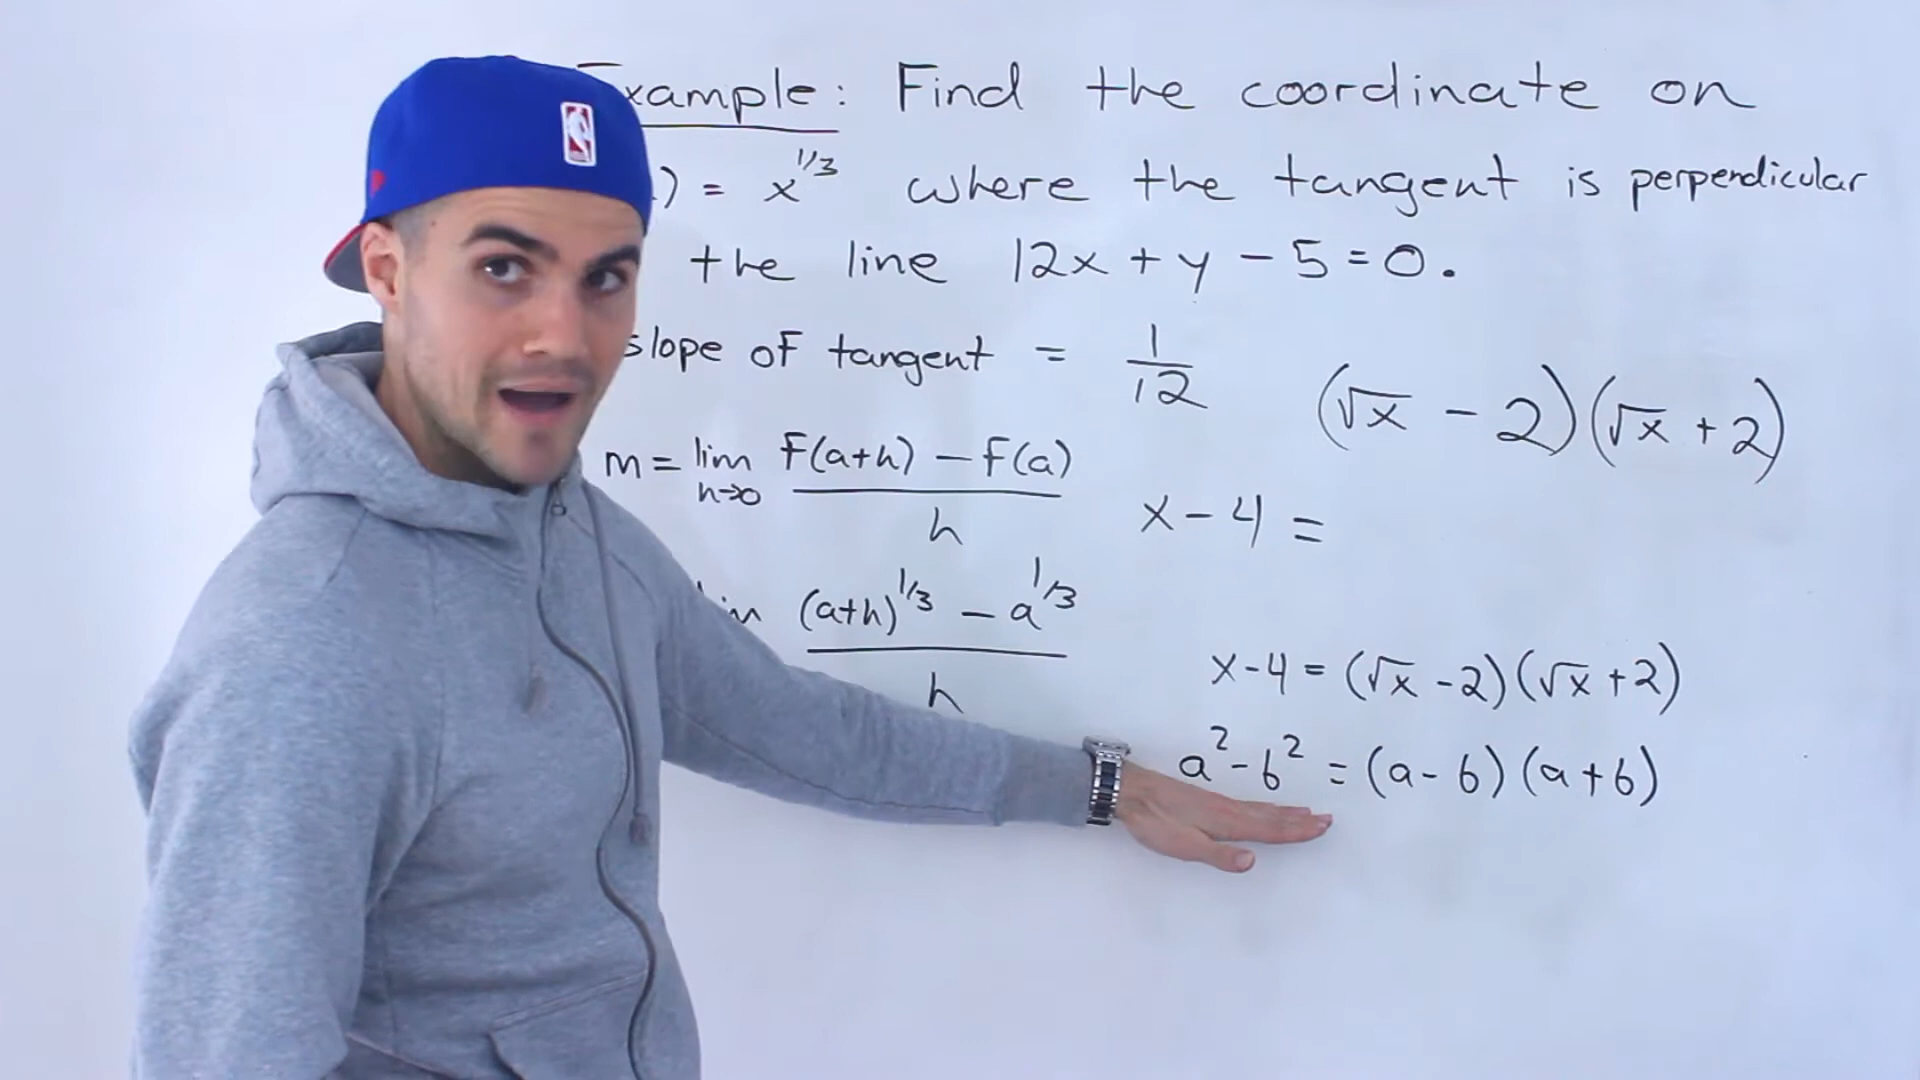 Example: Find the coordinate on
) = x^1/3 where the tangent is perpendicular
the line 12x + y - 5 = 0.
slope of tangent = 1/12
(√x - 2)(√x + 2)
m = lim h→0 F(a+h) - F(a) / h
x - 4 =
(a+h)^1/3 - a^1/3 / h
x - 4 = (√x - 2)(√x + 2)
a² - b² = (a - b)(a + b)